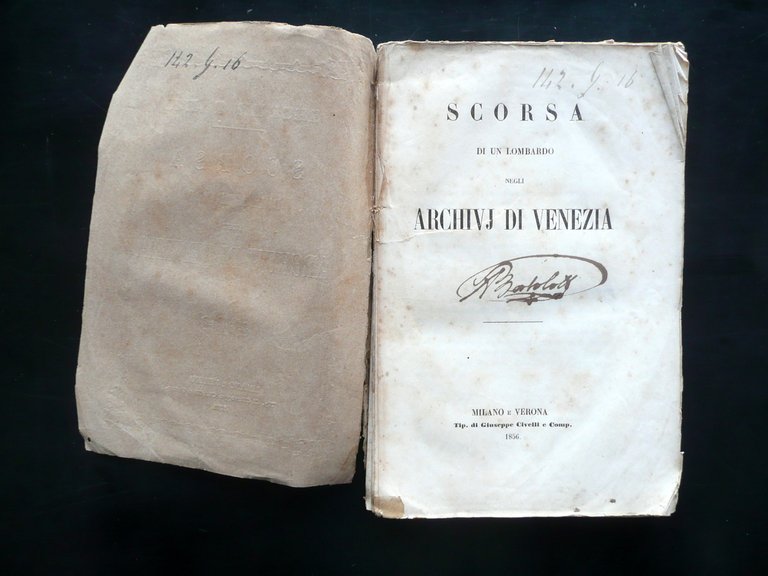 142. G. 16
142. G. 16
SCORSA
DI UN LOMBARDO
NEGLI
ARCHIVJ DI VENEZIA
MILANO E VERONA
Tip. di Giuseppe Civelli e Comp.
1856.